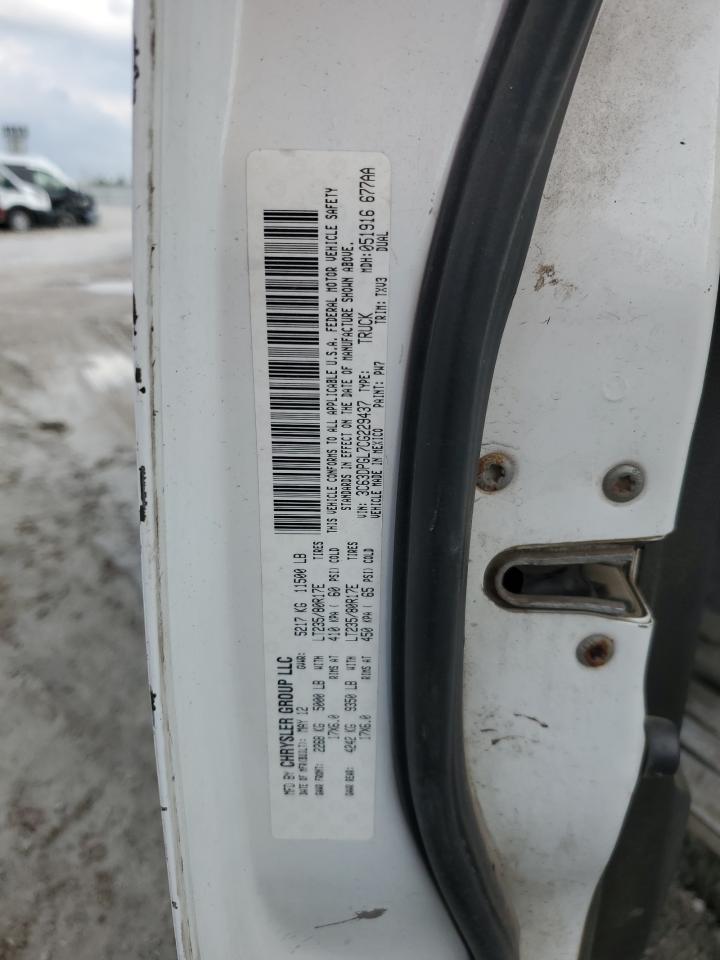 MFD BY CHRYSLER GROUP LLC
DATE OF MFR(BUILT): MAY 12 GVWR: 5217 KG 11500 LB
GAWR FRONT: 2268 KG 5000 LB WITH LT235/80R17E TIRES
17X6.0 RIMS AT 410 KPA ( 60 PSI) COLD
GAWR REAR: 4242 KG 9350 LB WITH LT235/80R17E TIRES
17X6.0 RIMS AT 450 KPA ( 65 PSI) COLD
THIS VEHICLE CONFORMS TO ALL APPLICABLE U.S.A. FEDERAL MOTOR VEHICLE SAFETY
STANDARDS IN EFFECT ON THE DATE OF MANUFACTURE SHOWN ABOVE.
VIN: 3C63DPGL7CG229437 TYPE: TRUCK MDH:051916 677AA
VEHICLE MADE IN MEXICO PAINT: PW7 TRIM: TXV3 DUAL